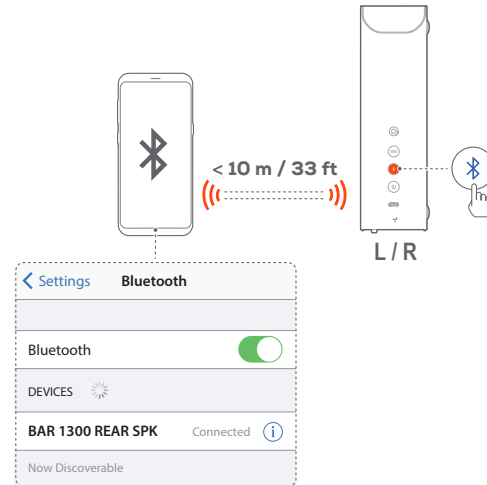 < 10 m / 33 ft
L / R
Settings Bluetooth
Bluetooth
DEVICES
BAR 1300 REAR SPK Connected
Now Discoverable